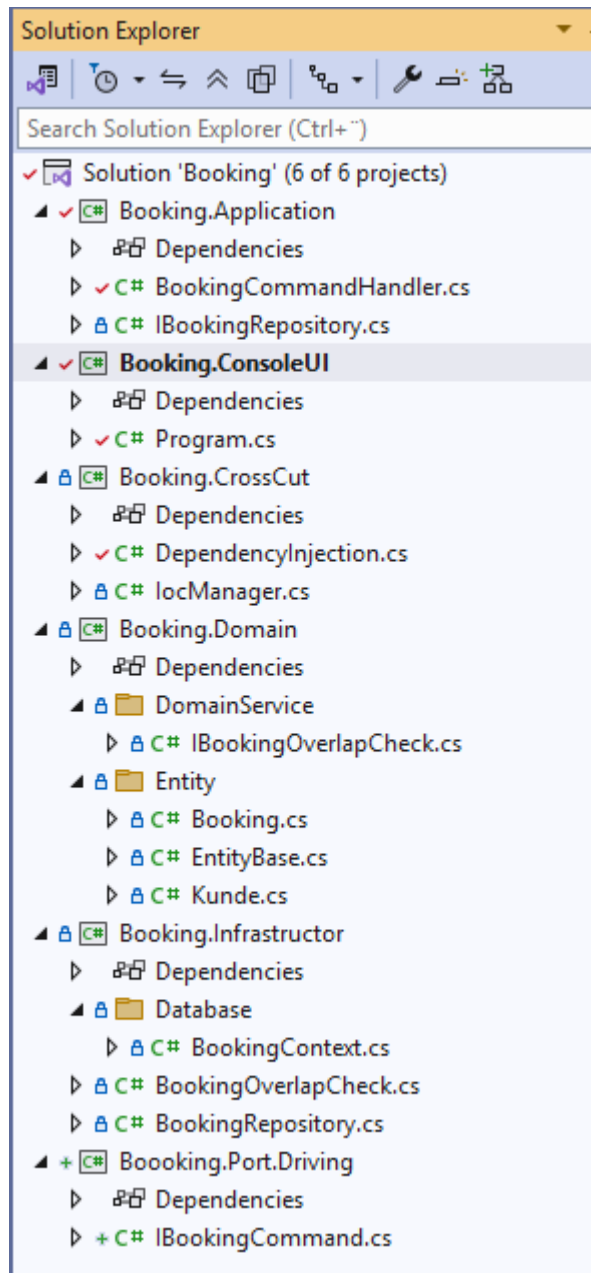 Solution Explorer
Search Solution Explorer (Ctrl+¨)
Solution 'Booking' (6 of 6 projects)
C# Booking.Application
Dependencies
C# BookingCommandHandler.cs
C# IBookingRepository.cs
C# Booking.ConsoleUI
Dependencies
C# Program.cs
C# Booking.CrossCut
Dependencies
C# DependencyInjection.cs
C# IocManager.cs
C# Booking.Domain
Dependencies
DomainService
C# IBookingOverlapCheck.cs
Entity
C# Booking.cs
C# EntityBase.cs
C# Kunde.cs
C# Booking.Infrastructor
Dependencies
Database
C# BookingContext.cs
C# BookingOverlapCheck.cs
C# BookingRepository.cs
C# Boooking.Port.Driving
Dependencies
C# IBookingCommand.cs